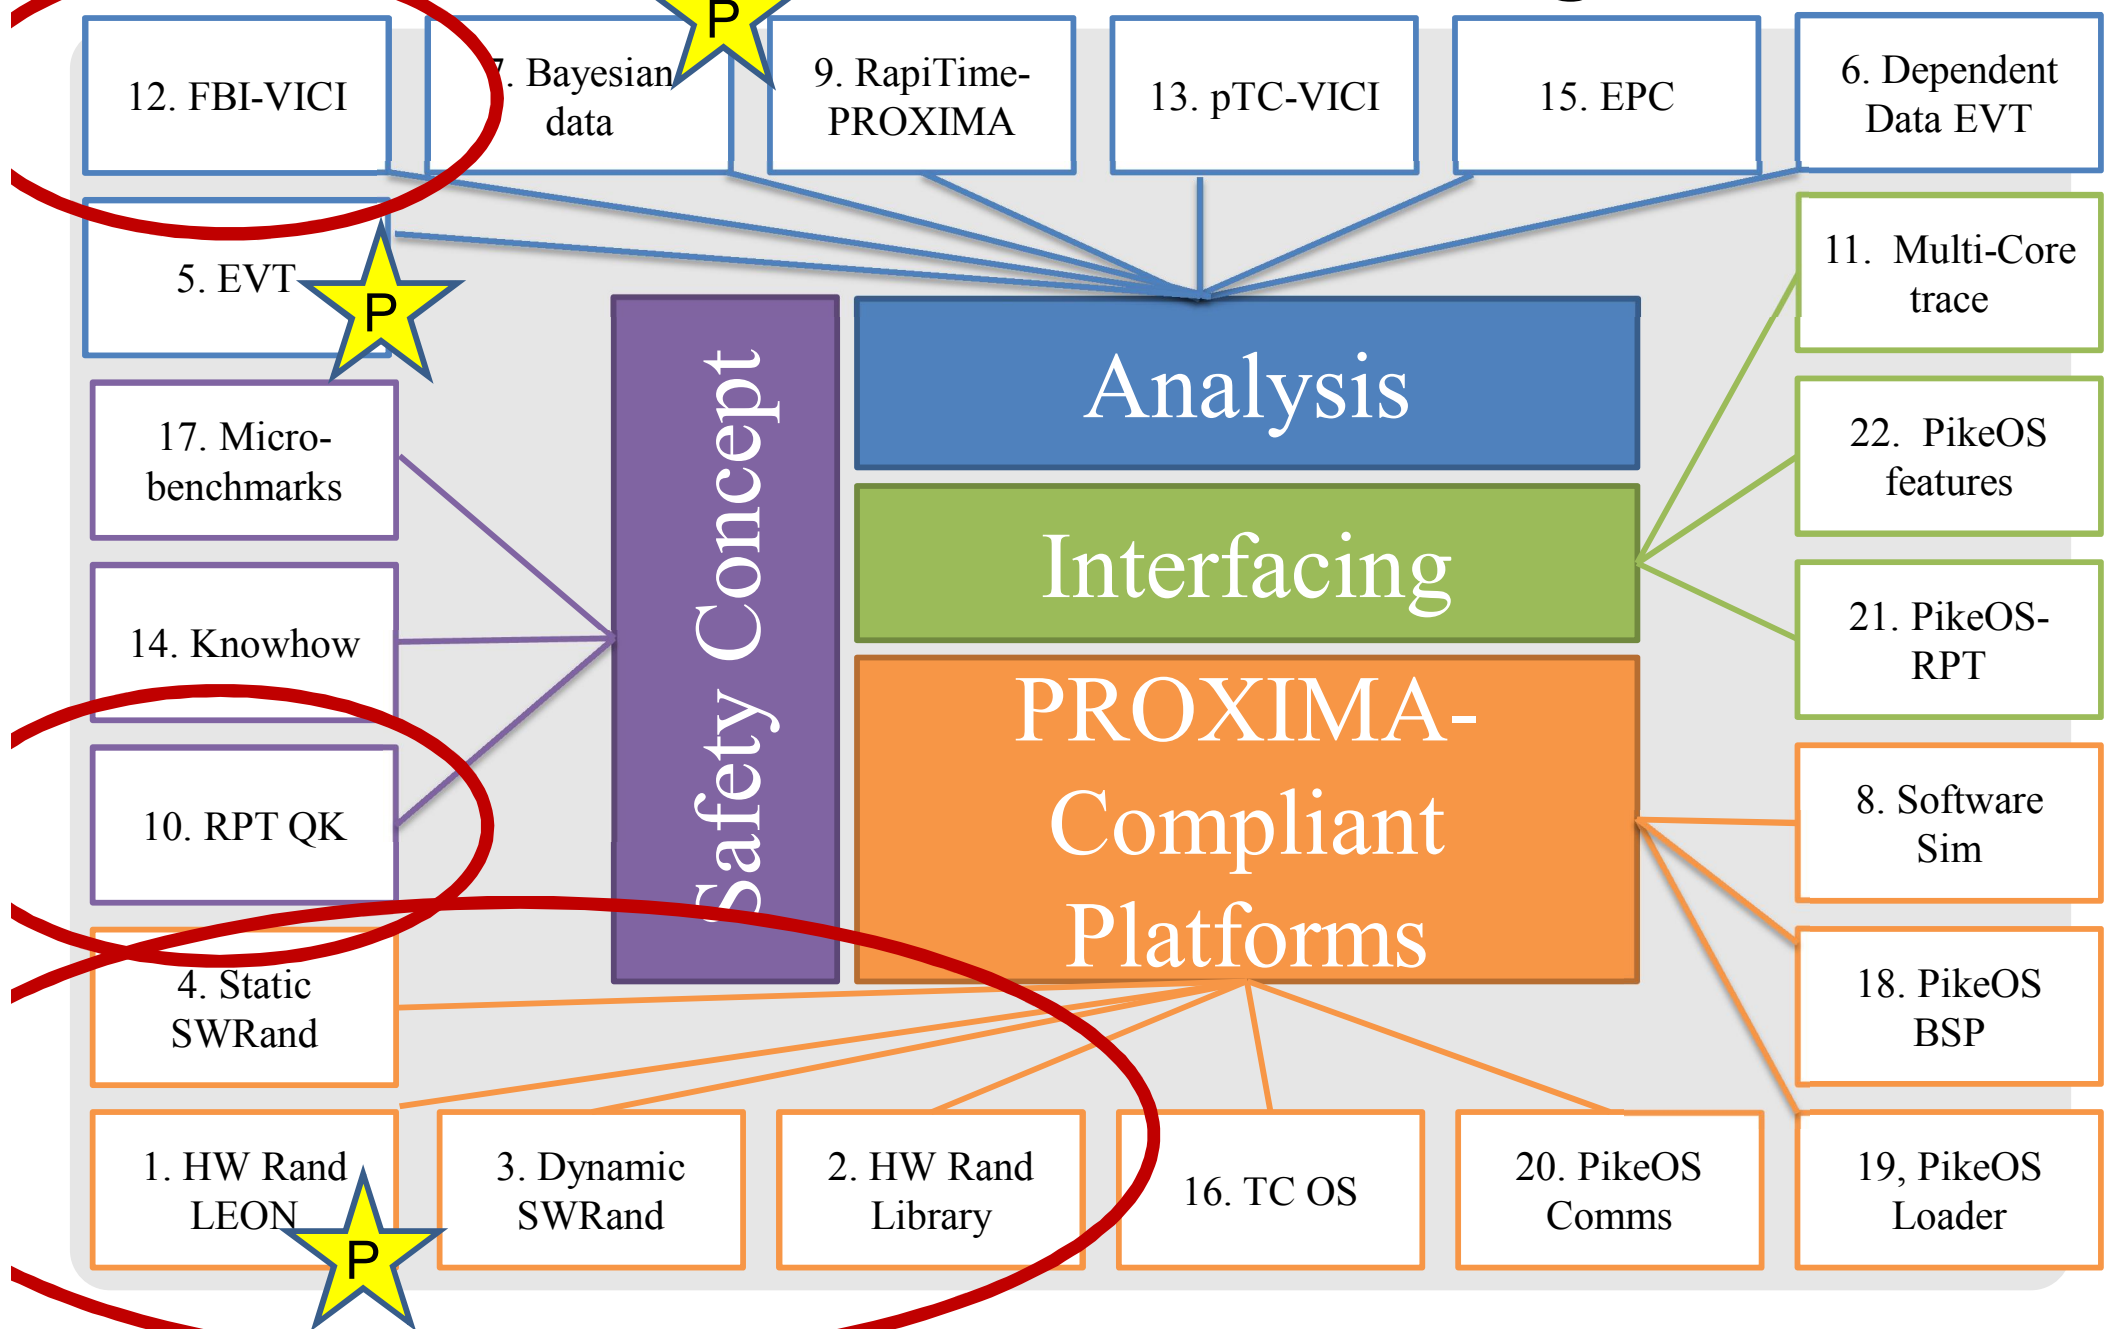 P
12. FBI-VICI
7. Bayesian
data
9. RapiTime-
PROXIMA
13. pTC-VICI
15. EPC
6. Dependent
Data EVT
5. EVT
P
11. Multi-Core
trace
Analysis
17. Micro-
benchmarks
22. PikeOS
features
Safety Concept
Interfacing
14. Knowhow
21. PikeOS-
RPT
PROXIMA-
Compliant
Platforms
10. RPT QK
8. Software
Sim
4. Static
SWRand
18. PikeOS
BSP
1. HW Rand
LEON
P
3. Dynamic
SWRand
2. HW Rand
Library
16. TC OS
20. PikeOS
Comms
19, PikeOS
Loader